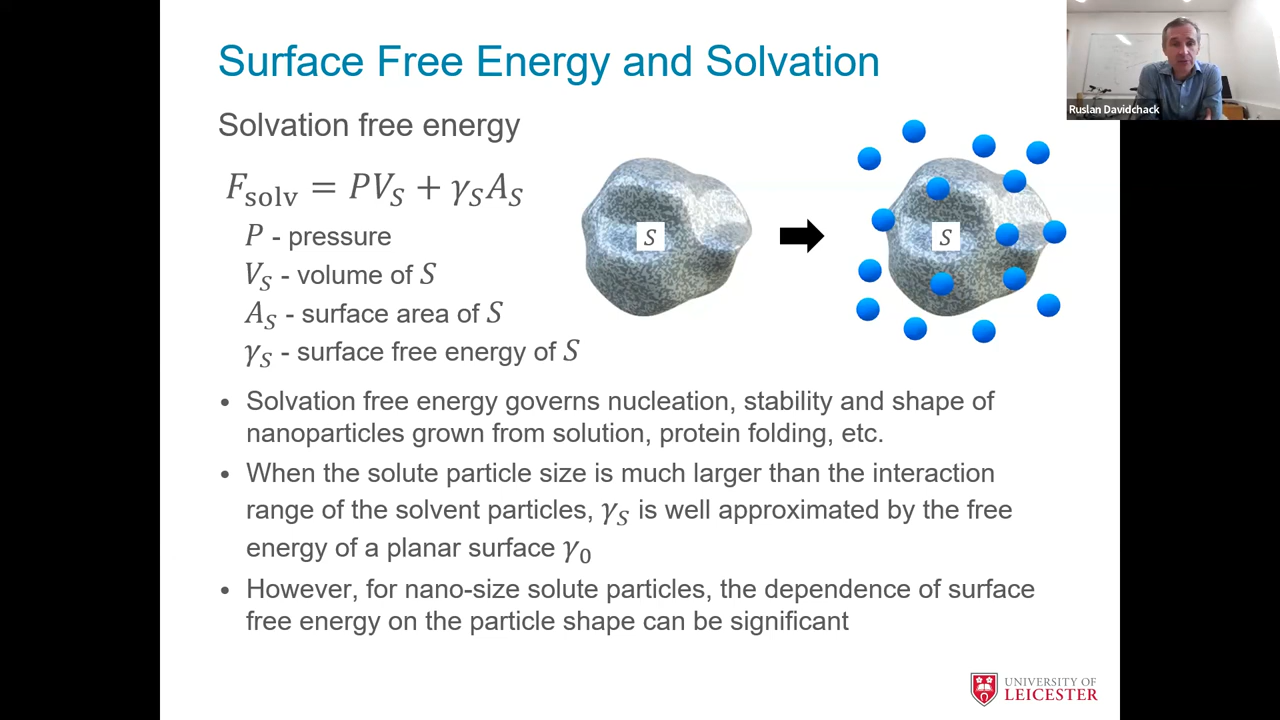 Surface Free Energy and Solvation
Ruslan Davidchack
Solvation free energy
F_solv = PV_S + γ_S A_S
P - pressure
V_S - volume of S
A_S - surface area of S
γ_S - surface free energy of S
S
S
• Solvation free energy governs nucleation, stability and shape of
nanoparticles grown from solution, protein folding, etc.
• When the solute particle size is much larger than the interaction
range of the solvent particles, γ_S is well approximated by the free
energy of a planar surface γ_0
• However, for nano-size solute particles, the dependence of surface
free energy on the particle shape can be significant
UNIVERSITY OF
LEICESTER